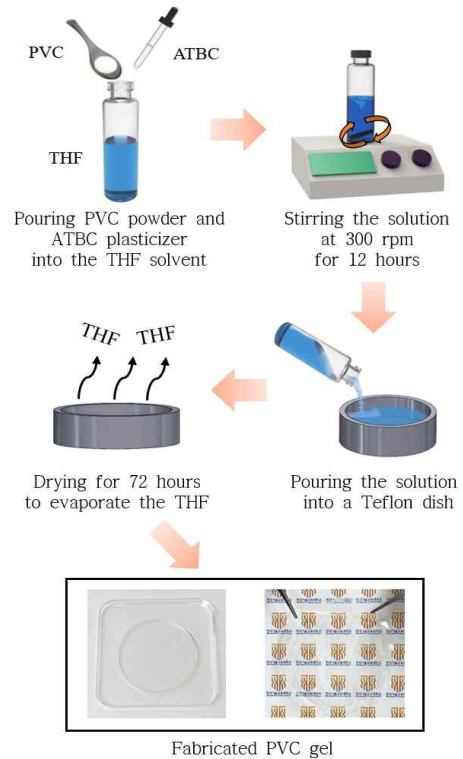 PVC
ATBC
THF
Pouring PVC powder and
ATBC plasticizer
into the THF solvent
Stirring the solution
at 300 rpm
for 12 hours
THF THF
Drying for 72 hours
to evaporate the THF
Pouring the solution
into a Teflon dish
Fabricated PVC gel